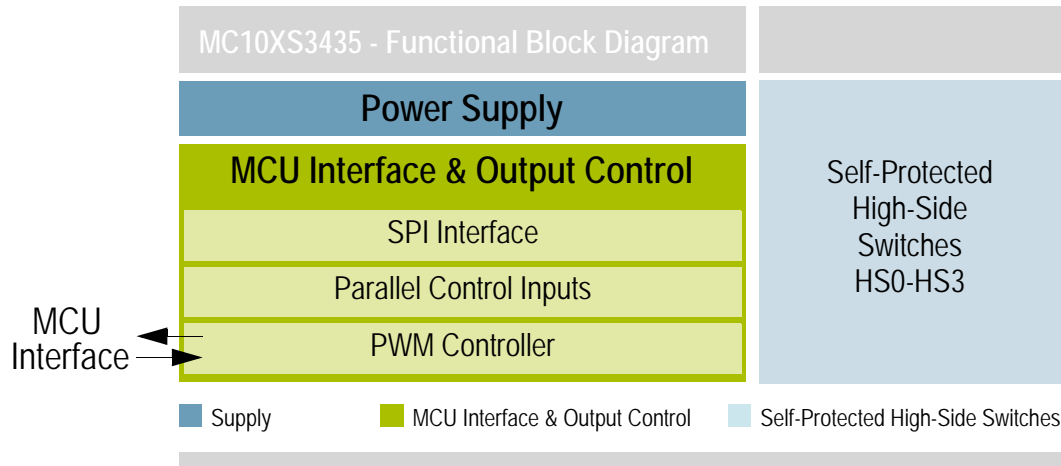 MC10XS3435 - Functional Block Diagram
Power Supply
MCU Interface & Output Control
SPI Interface
Parallel Control Inputs
PWM Controller
MCU
Interface
Self-Protected
High-Side
Switches
HS0-HS3
Supply
MCU Interface & Output Control
Self-Protected High-Side Switches